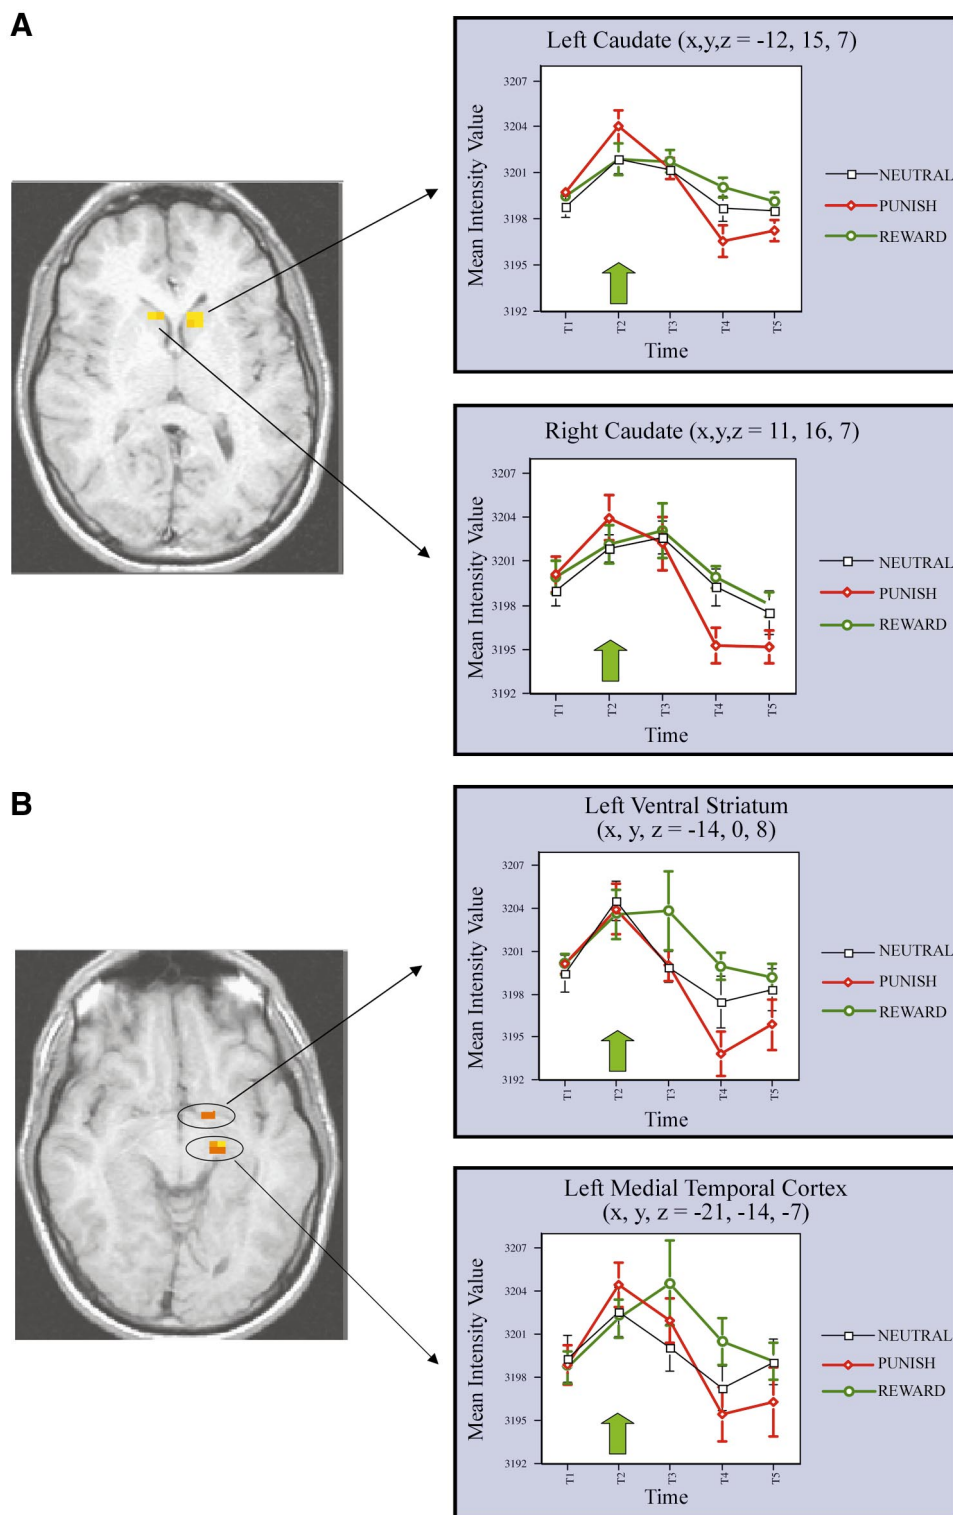 A
Left Caudate (x,y,z = -12, 15, 7)
Mean Intensity Value
3207
3204
3201
3198
3195
3192
T1
T2
T3
T4
T5
Time
NEUTRAL
PUNISH
REWARD
Right Caudate (x,y,z = 11, 16, 7)
Mean Intensity Value
3207
3204
3201
3198
3195
3192
T1
T2
T3
T4
T5
Time
NEUTRAL
PUNISH
REWARD
B
Left Ventral Striatum
(x, y, z = -14, 0, 8)
Mean Intensity Value
3207
3204
3201
3198
3195
3192
T1
T2
T3
T4
T5
Time
NEUTRAL
PUNISH
REWARD
Left Medial Temporal Cortex
(x, y, z = -21, -14, -7)
Mean Intensity Value
3207
3204
3201
3198
3195
3192
T1
T2
T3
T4
T5
Time
NEUTRAL
PUNISH
REWARD